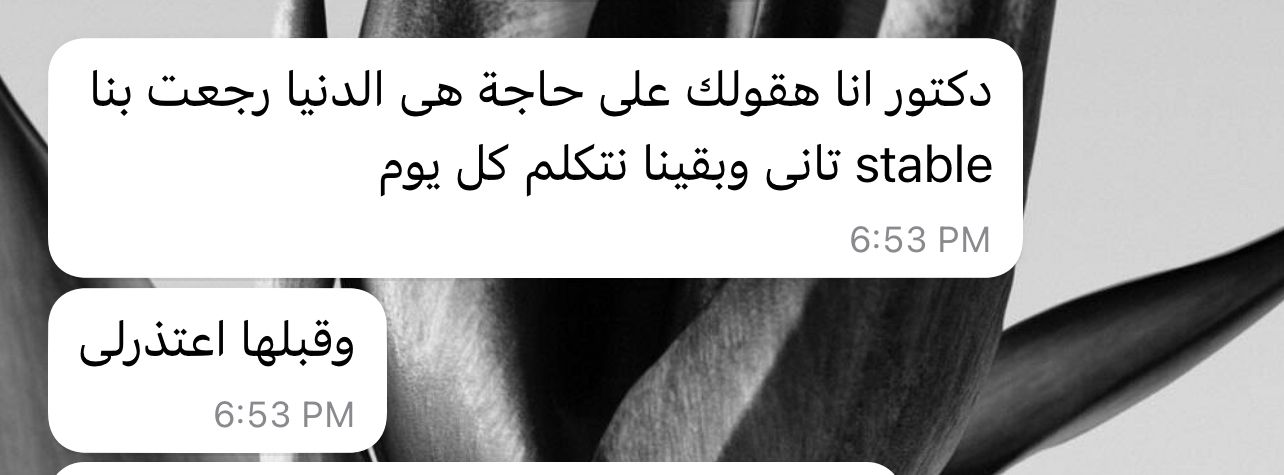 دكتور انا هقولك على حاجة هى الدنيا رجعت بنا
stable تانى وبقينا نتكلم كل يوم
6:53 PM
وقبلها اعتذرلى
6:53 PM